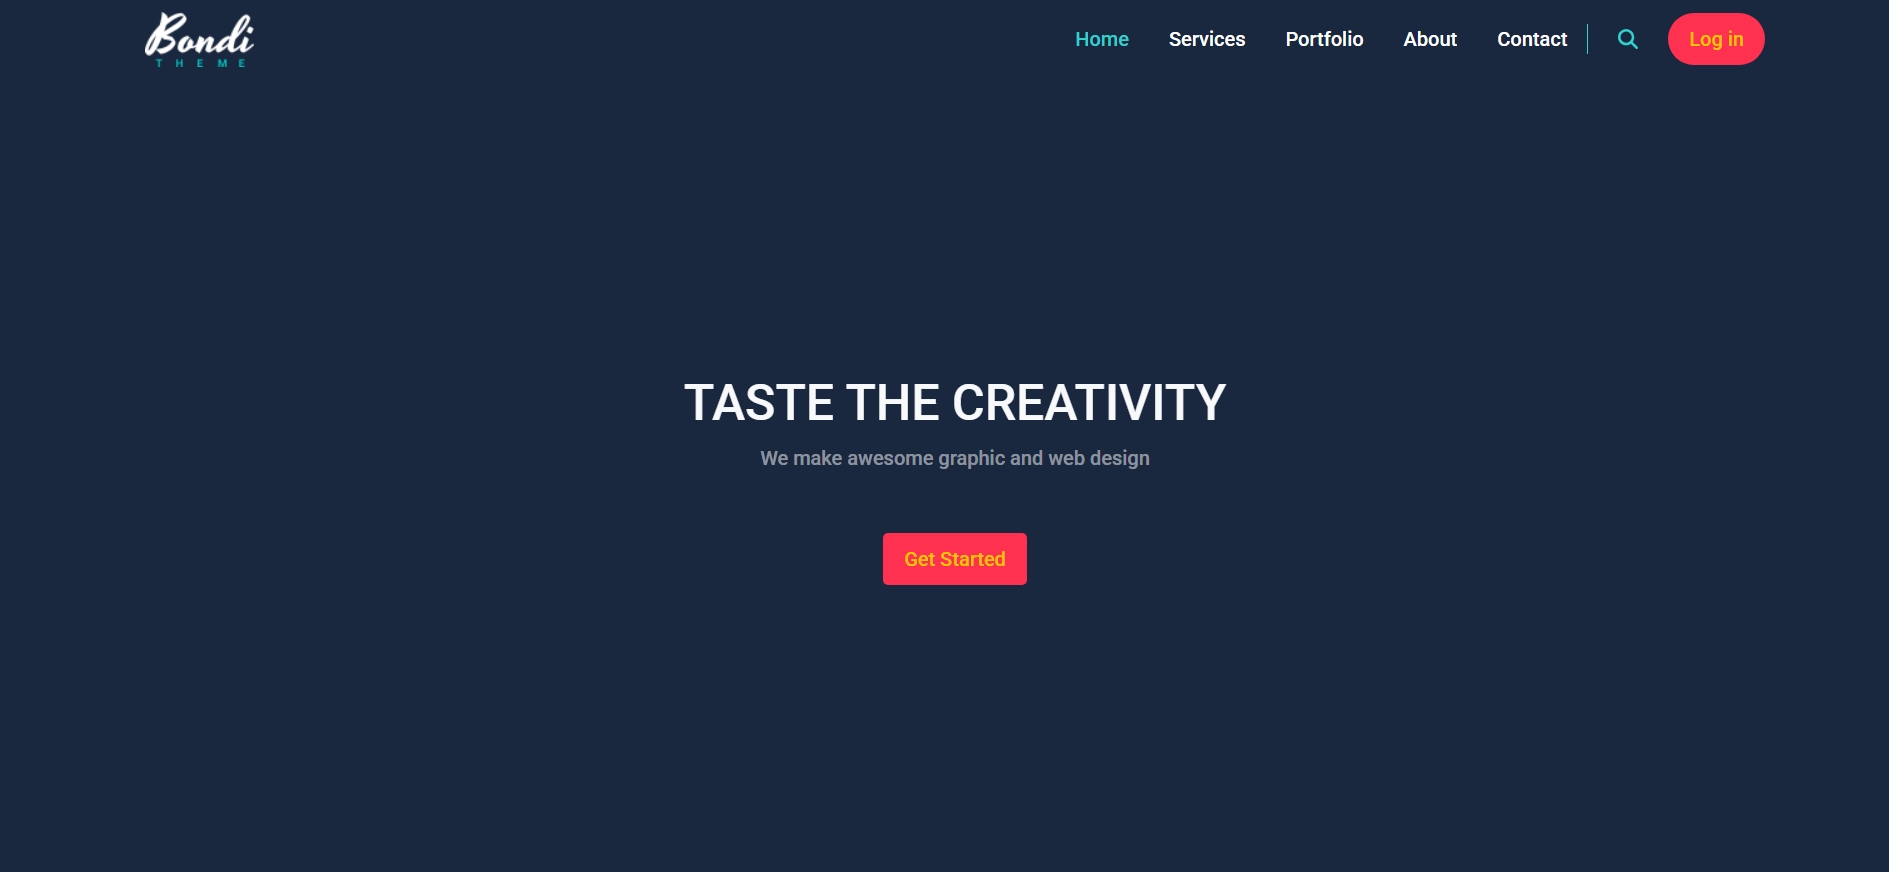 Bondi
THEME
Home Services Portfolio About Contact Log in
TASTE THE CREATIVITY
We make awesome graphic and web design
Get Started